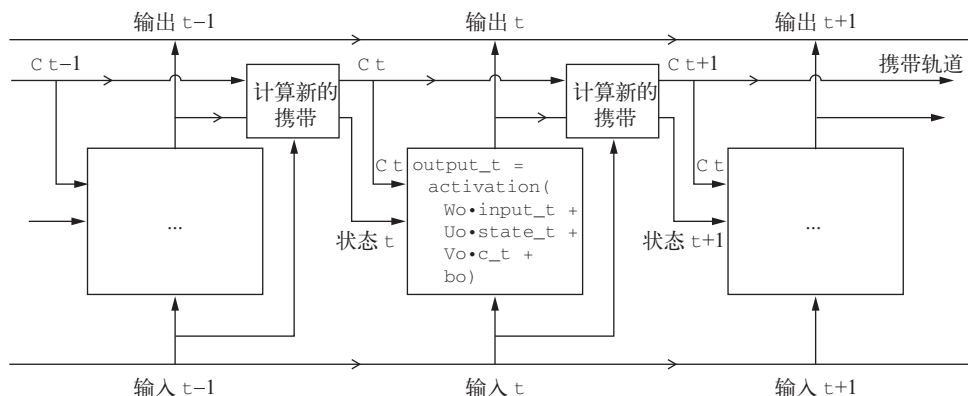 输出 t-1
输出 t
输出 t+1
C t-1
C t
C t+1
携带轨道
计算新的
携带
计算新的
携带
...
C t
output_t =
activation(
Wo•input_t +
Uo•state_t +
Vo•c_t +
bo)
C t
...
状态 t
状态 t+1
输入 t-1
输入 t
输入 t+1